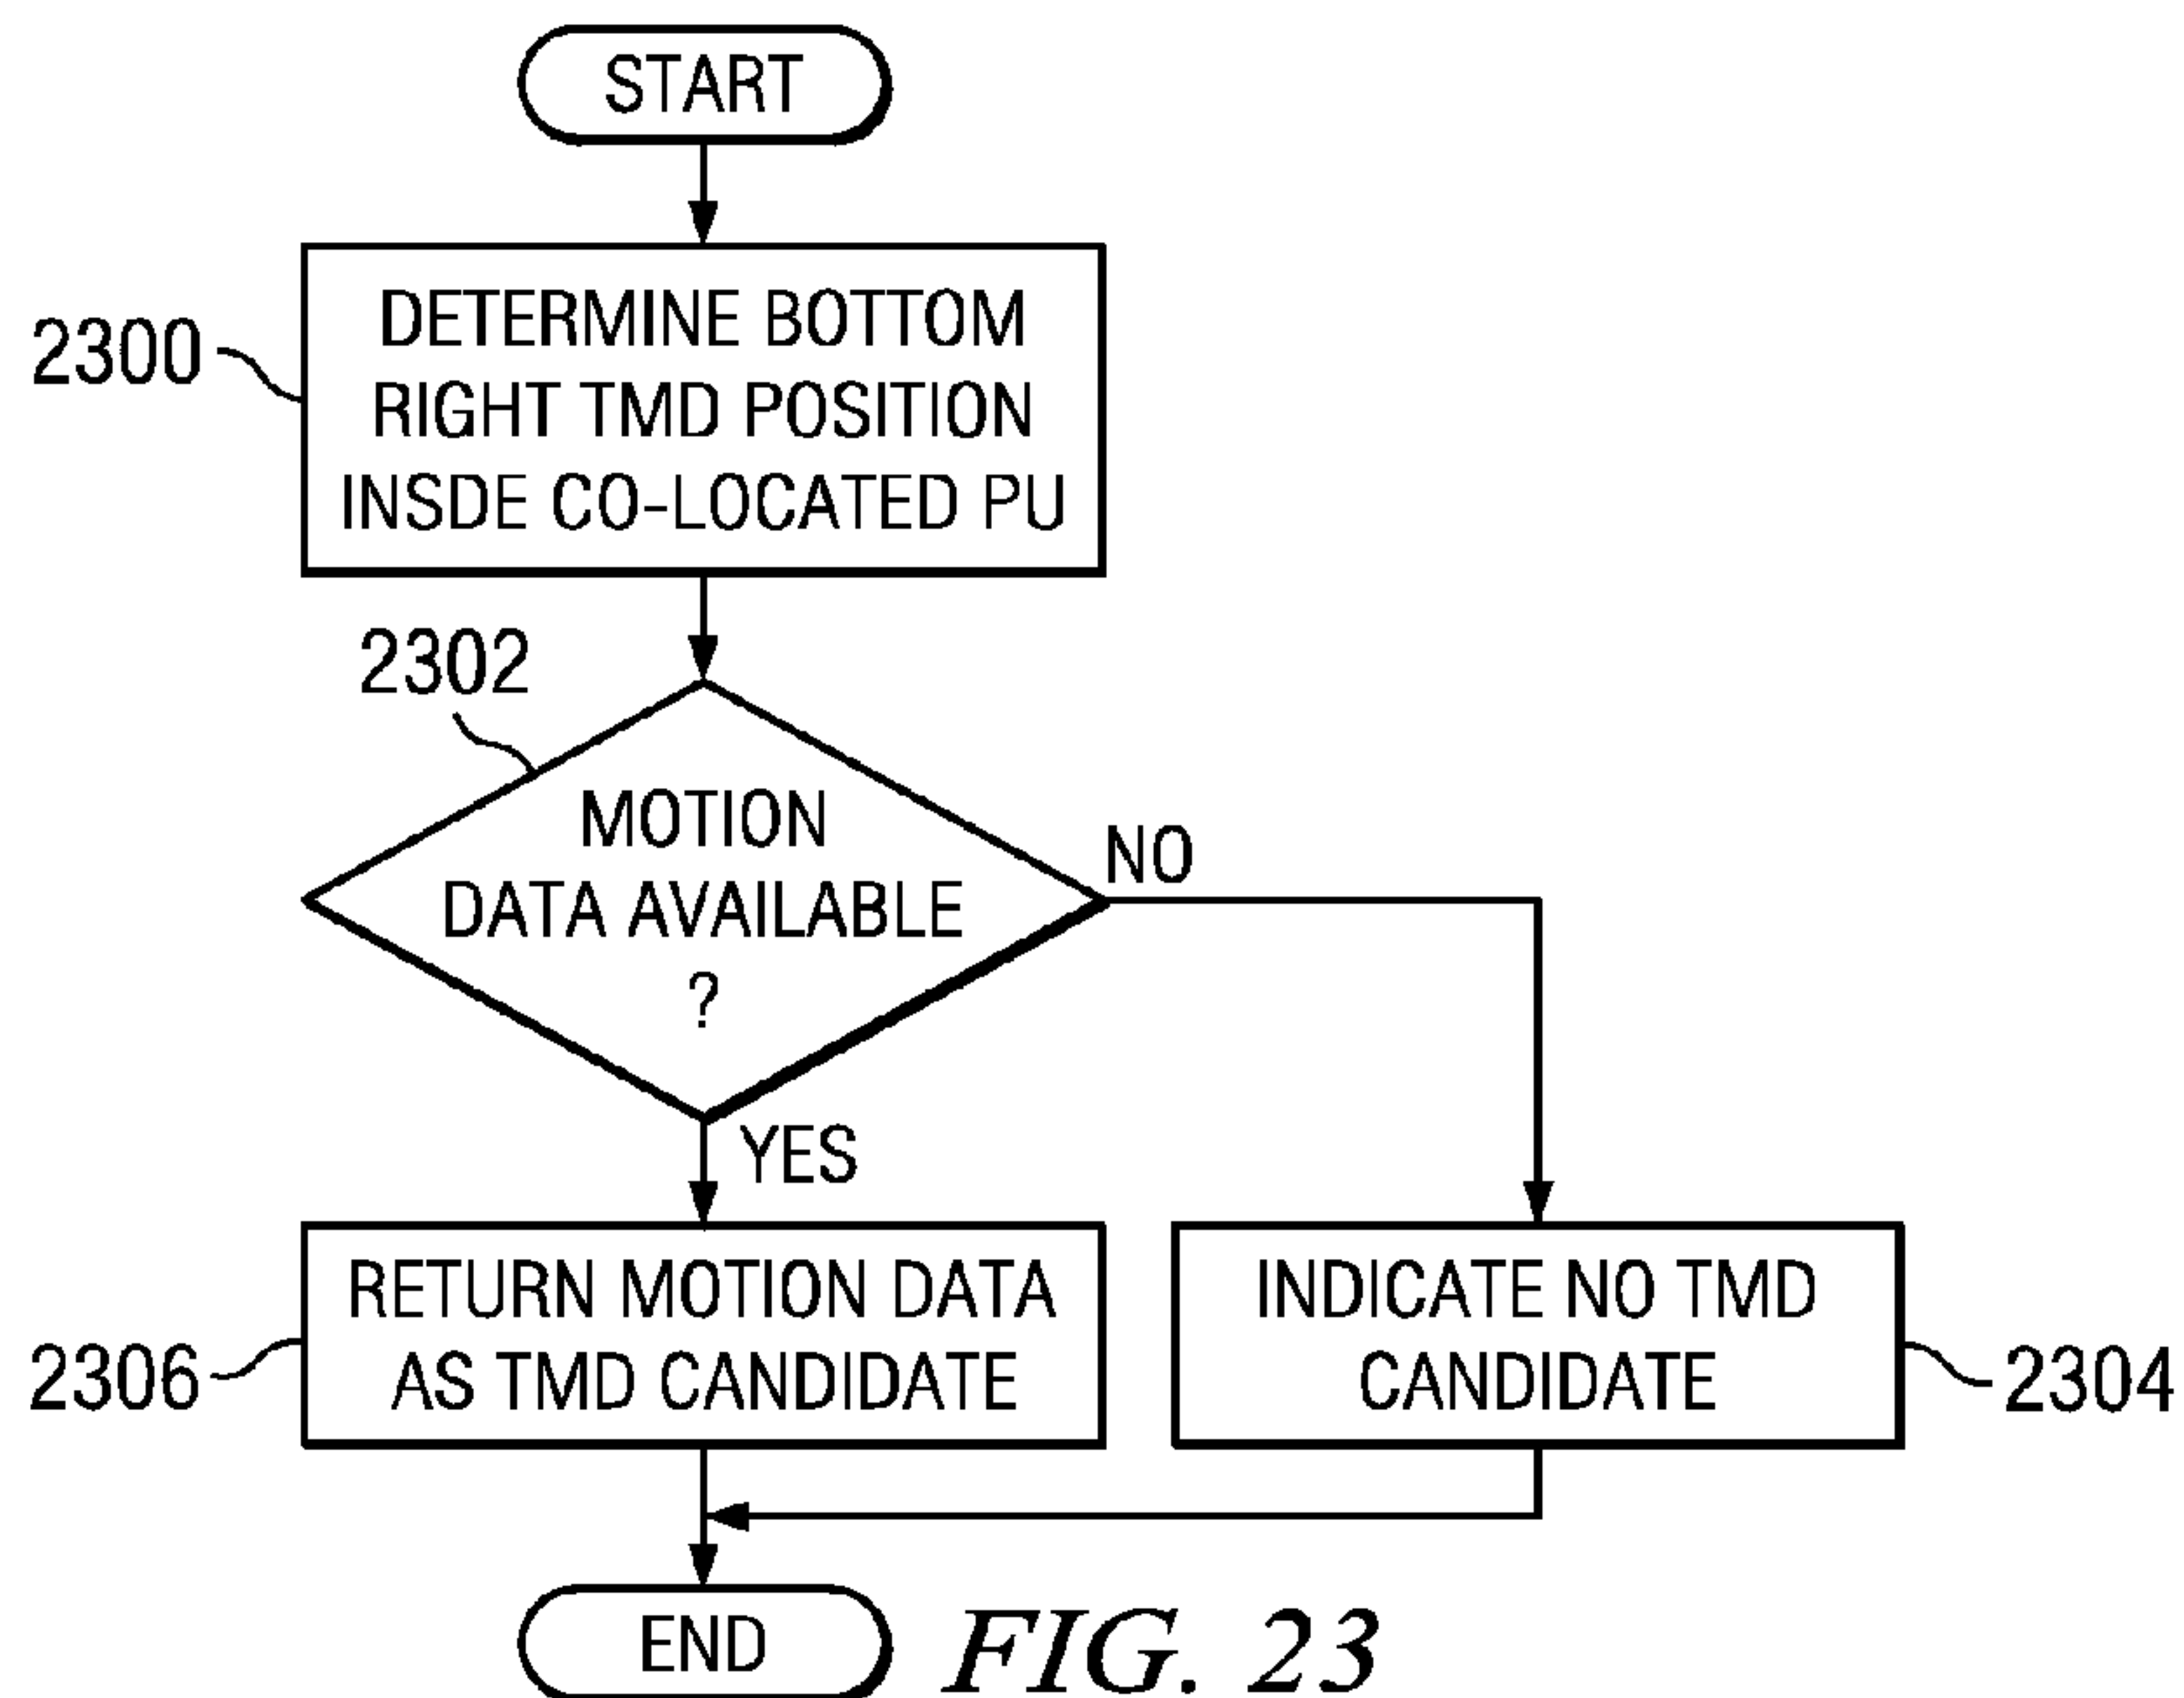 START
2300
DETERMINE BOTTOM
RIGHT TMD POSITION
INSDE CO-LOCATED PU
2302
MOTION
DATA AVAILABLE
?
NO
YES
2306
RETURN MOTION DATA
AS TMD CANDIDATE
INDICATE NO TMD
CANDIDATE
2304
END
FIG. 23